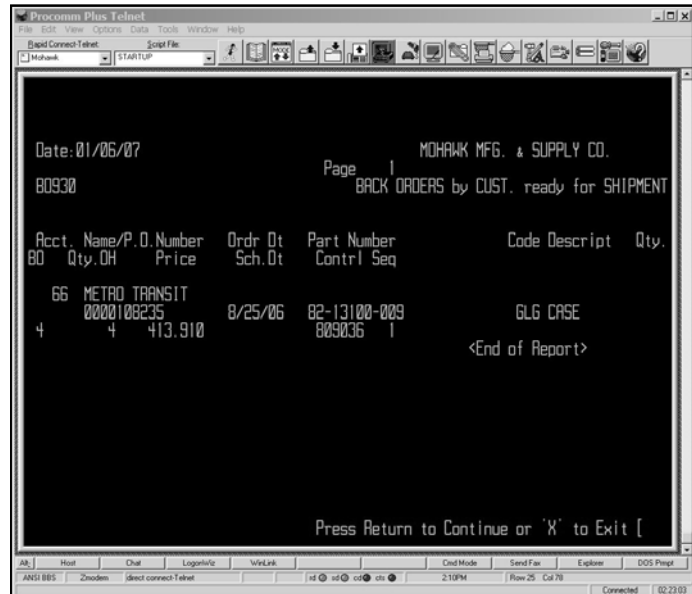 Procomm Plus Telnet
File Edit View Options Data Tools Window Help
Rapid Connect-Telnet: Script File:
Mohawk STARTUP
Date:01/06/07 MOHAWK MFG. & SUPPLY CO.
Page 1
BO930 BACK ORDERS by CUST. ready for SHIPMENT
Acct. Name/P.O.Number Ordr Dt Part Number Code Descript Qty.
BO Qty.OH Price Sch.Dt Contrl Seq
66 METRO TRANSIT
0000108235 8/25/06 82-13100-009 GLG CASE
4 4 413.910 809036 1
<End of Report>
Press Return to Continue or 'X' to Exit [
Alt; Host Chat LogonWiz WinLink Cmd Mode Send Fax Explorer DOS Prmpt
ANSI BBS Zmodem direct connect-Telnet rd sd cd cts 2:10PM Row 25 Col 78
Connected 02:23:03